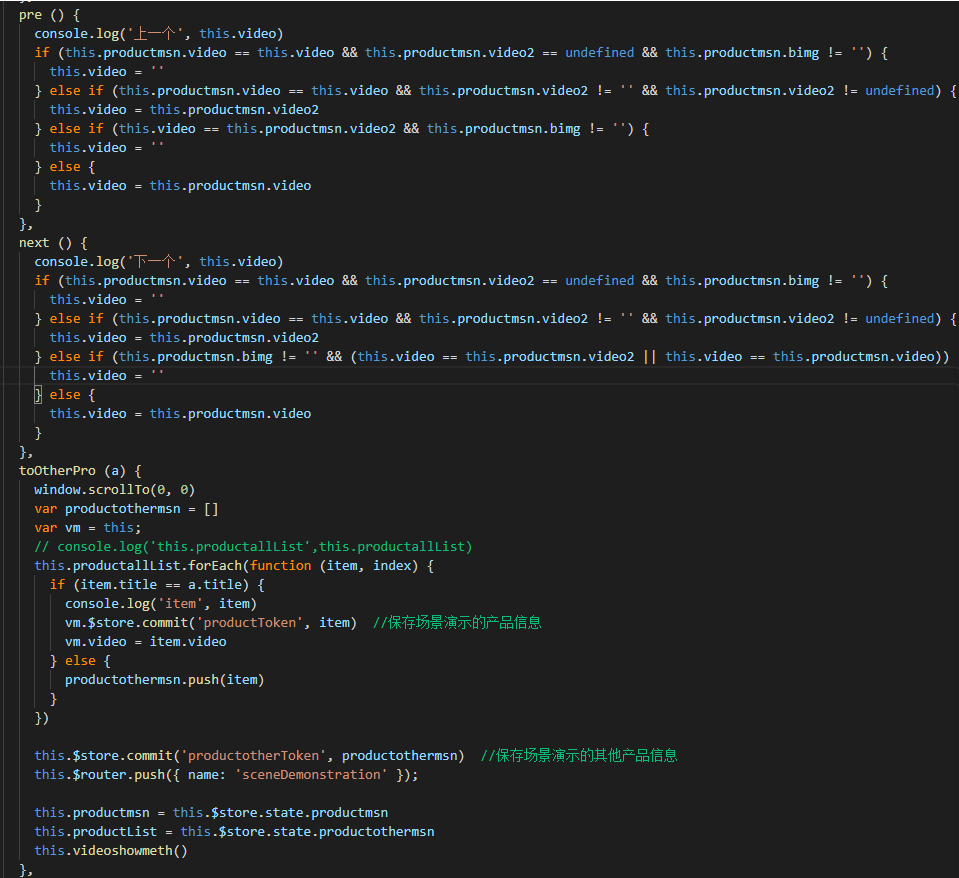 pre () {
console.log('上一个', this.video)
if (this.productmsn.video == this.video && this.productmsn.video2 == undefined && this.productmsn.bimg != '') {
this.video = ''
} else if (this.productmsn.video == this.video && this.productmsn.video2 != '' && this.productmsn.video2 != undefined) {
this.video = this.productmsn.video2
} else if (this.video == this.productmsn.video2 && this.productmsn.bimg != '') {
this.video = ''
} else {
this.video = this.productmsn.video
}
},
next () {
console.log('下一个', this.video)
if (this.productmsn.video == this.video && this.productmsn.video2 == undefined && this.productmsn.bimg != '') {
this.video = ''
} else if (this.productmsn.video == this.video && this.productmsn.video2 != '' && this.productmsn.video2 != undefined) {
this.video = this.productmsn.video2
} else if (this.productmsn.bimg != '' && (this.video == this.productmsn.video2 || this.video == this.productmsn.video))
this.video = ''
} else {
this.video = this.productmsn.video
}
},
toOtherPro (a) {
window.scrollTo(0, 0)
var productothermsn = []
var vm = this;
// console.log('this.productallList',this.productallList)
this.productallList.forEach(function (item, index) {
if (item.title == a.title) {
console.log('item', item)
vm.$store.commit('productToken', item)  //保存场景演示的产品信息
vm.video = item.video
} else {
productothermsn.push(item)
}
})
this.$store.commit('productotherToken', productothermsn)  //保存场景演示的其他产品信息
this.$router.push({ name: 'sceneDemonstration' });
this.productmsn = this.$store.state.productmsn
this.productList = this.$store.state.productothermsn
this.videoshowmeth()
},